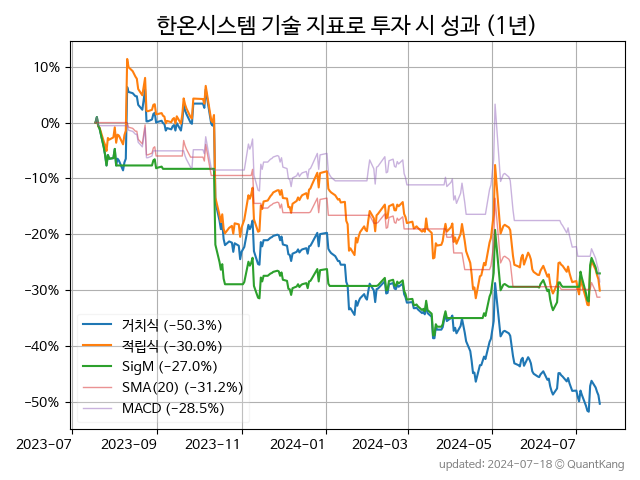 한온시스템 기술 지표로 투자 시 성과 (1년)
10%
0%
−10%
−20%
−30%
−40%
−50%
거치식 (−50.3%)
적립식 (−30.0%)
SigM (−27.0%)
SMA(20) (−31.2%)
MACD (−28.5%)
2023-07 2023-09 2023-11 2024-01 2024-03 2024-05 2024-07
updated: 2024-07-18 © QuantKang